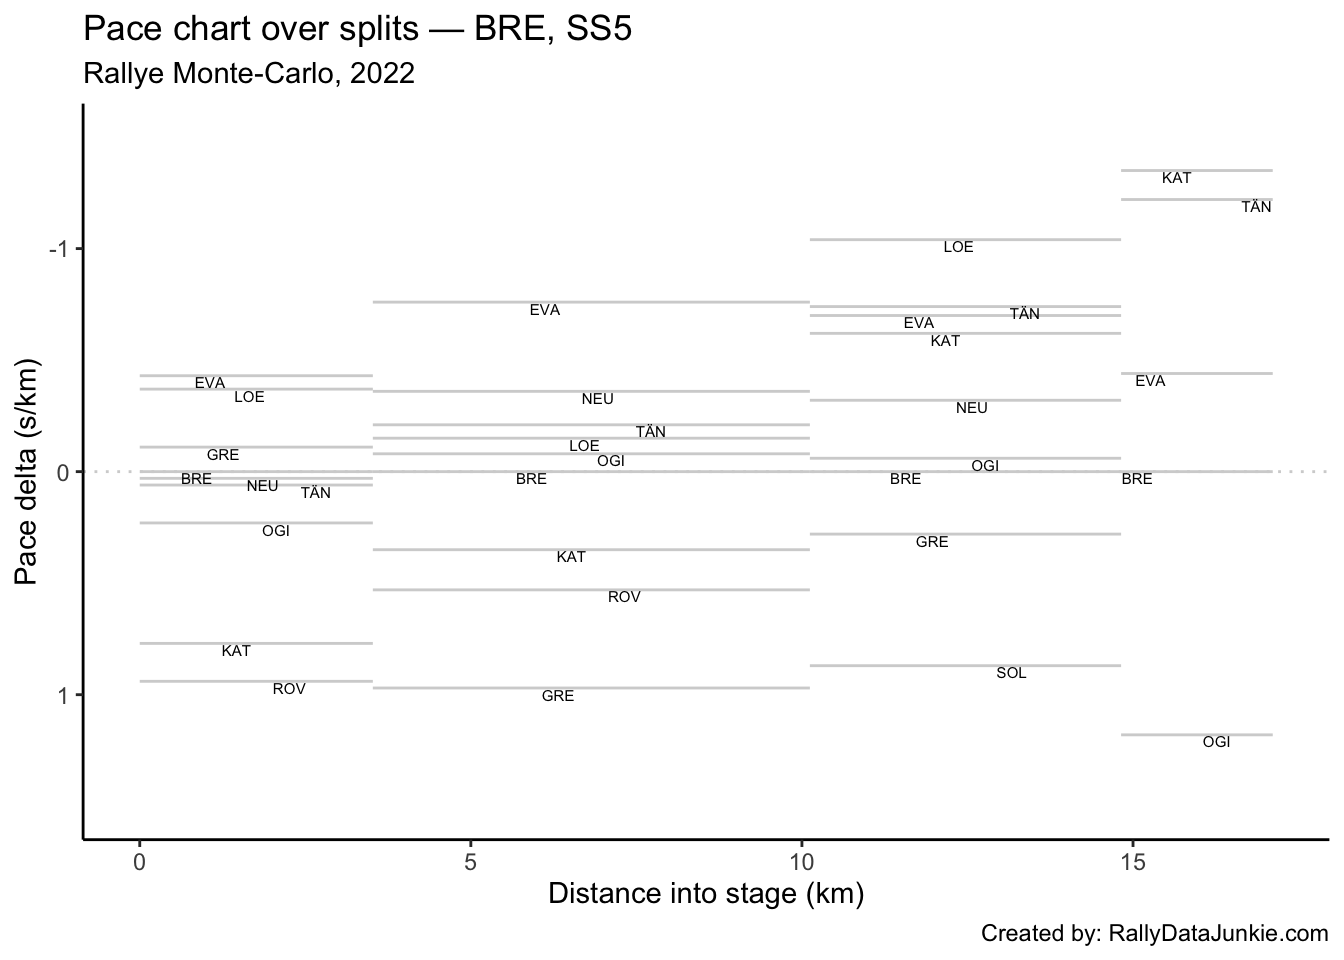 Pace chart over splits — BRE, SS5
Rallye Monte-Carlo, 2022
Pace delta (s/km)
-1
0
1
KAT
TÄN
LOE
EVA
TÄN
EVA
KAT
EVA
EVA
LOE
NEU
NEU
TÄN
LOE
GRE
OGI
OGI
BRE
NEU
TÄN
BRE
BRE
BRE
OGI
GRE
KAT
ROV
KAT
SOL
ROV
GRE
OGI
0
5
10
15
Distance into stage (km)
Created by: RallyDataJunkie.com